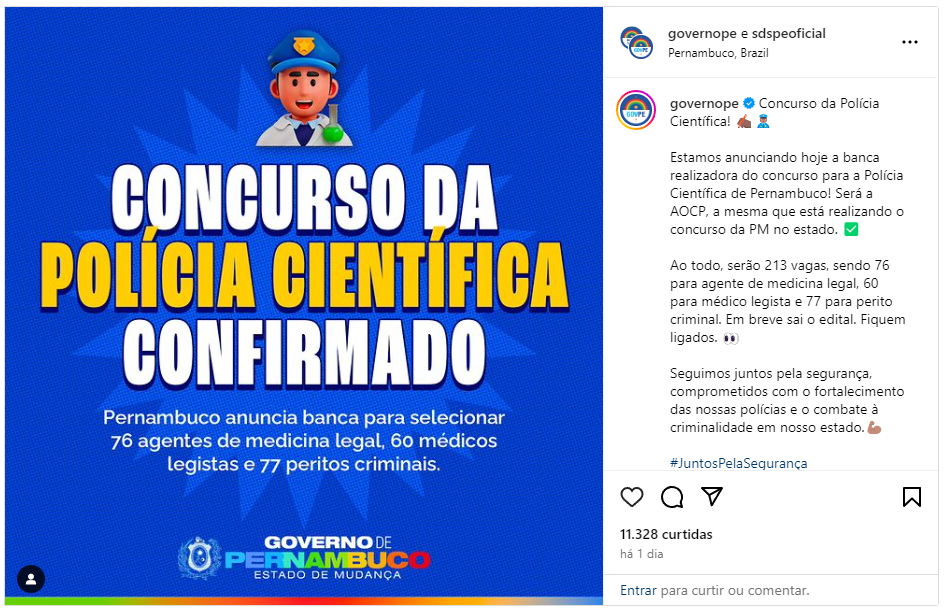 CONCURSO DA
POLÍCIA CIENTÍFICA
CONFIRMADO
Pernambuco anuncia banca para selecionar
76 agentes de medicina legal, 60 médicos
legistas e 77 peritos criminais.
GOVERNO DE
PERNAMBUCO
ESTADO DE MUDANÇA
governope e sdspeoficial
Pernambuco, Brazil
governope Concurso da Polícia
Científica! 👏🏾 👮🏽
Estamos anunciando hoje a banca
realizadora do concurso para a Polícia
Científica de Pernambuco! Será a
AOCP, a mesma que está realizando o
concurso da PM no estado. ✅
Ao todo, serão 213 vagas, sendo 76
para agente de medicina legal, 60
para médico legista e 77 para perito
criminal. Em breve sai o edital. Fiquem
ligados. 👀
Seguimos juntos pela segurança,
comprometidos com o fortalecimento
das nossas polícias e o combate à
criminalidade em nosso estado.💪🏽
#JuntosPelaSegurança
11.328 curtidas
há 1 dia
Entrar para curtir ou comentar.